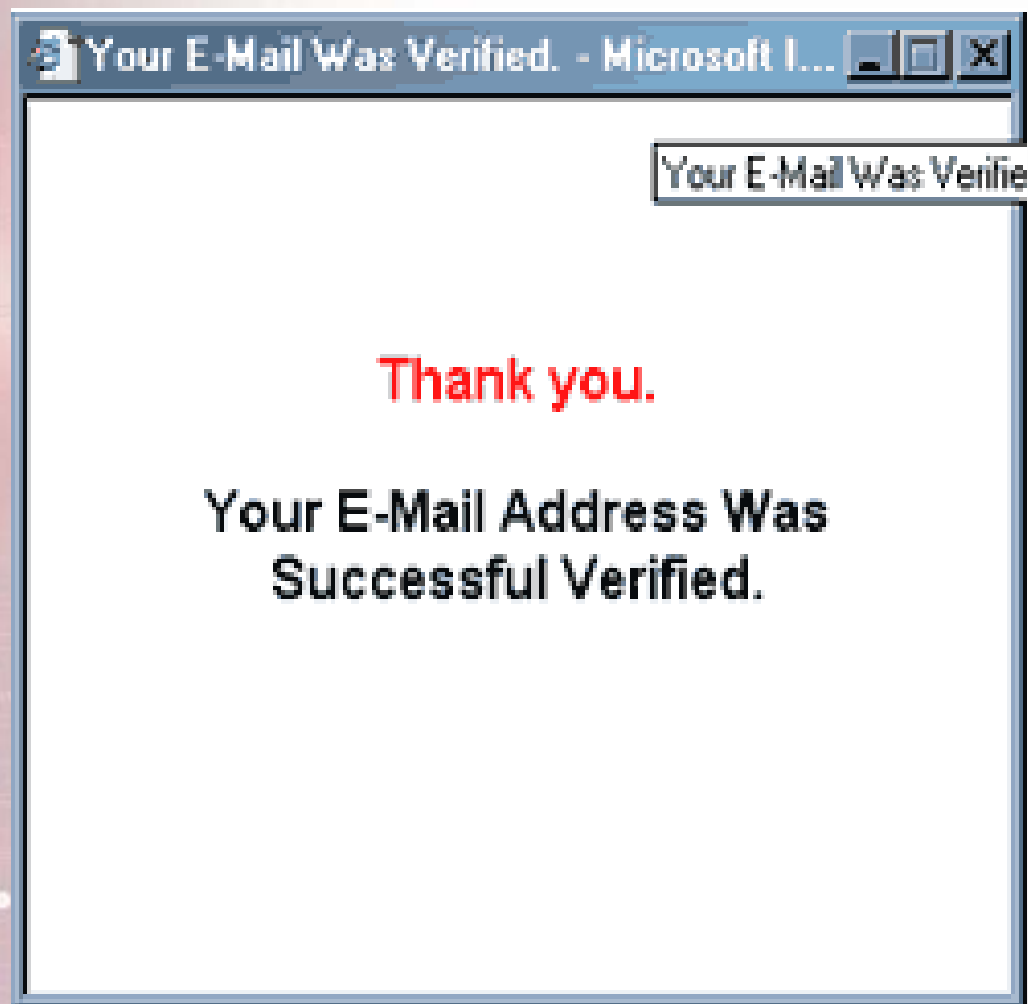 Your E-Mail Was Verified. - Microsoft I...
Your E-Mail Was Verifie
Thank you.
Your E-Mail Address Was
Successful Verified.